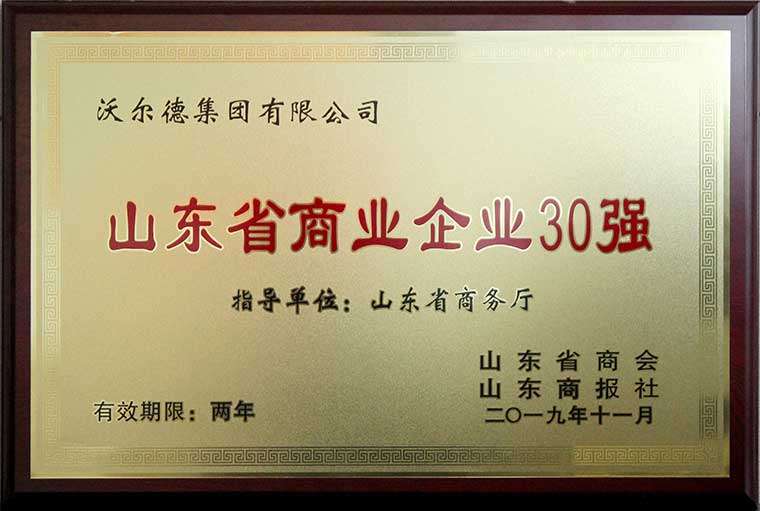 沃尔德集团有限公司
山东省商业企业30强
指导单位：山东省商务厅
山东省商会
山东商报社
有效期限：两年
二〇一九年十一月